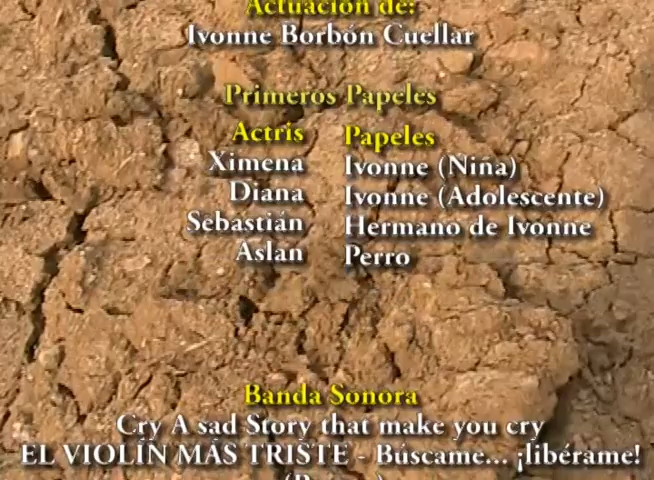 Actuación de:
Ivonne Borbón Cuellar
Primeros Papeles
Actris Papeles
Ximena Ivonne (Niña)
Diana Ivonne (Adolescente)
Sebastián Hermano de Ivonne
Aslan Perro
Banda Sonora
Cry A sad Story that make you cry
EL VIOLÍN MÁS TRISTE - Búscame... ¡libérame!